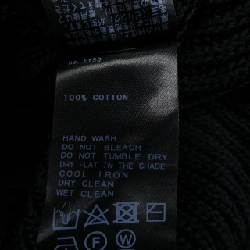 100% COTTON
HAND WASH
DO NOT BLEACH
DO NOT TUMBLE DRY
DRY FLAT IN THE SHADE
COOL IRON
DRY CLEAN
WET CLEAN
F
W